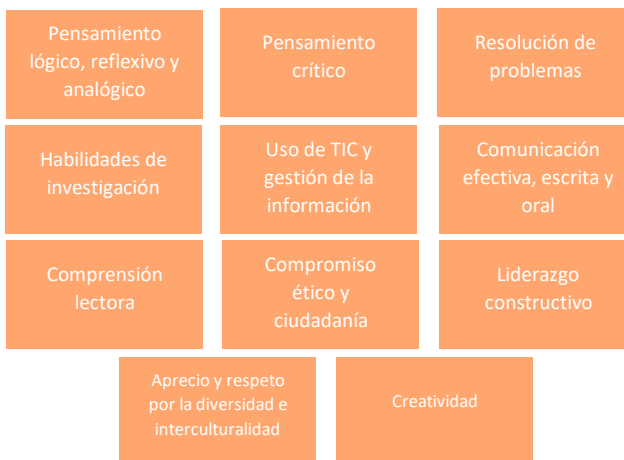 Pensamiento
lógico, reflexivo y
analógico
Pensamiento
crítico
Resolución de
problemas
Habilidades de
investigación
Uso de TIC y
gestión de la
información
Comunicación
efectiva, escrita y
oral
Comprensión
lectora
Compromiso
ético y
ciudadanía
Liderazgo
constructivo
Aprecio y respeto
por la diversidad e
interculturalidad
Creatividad